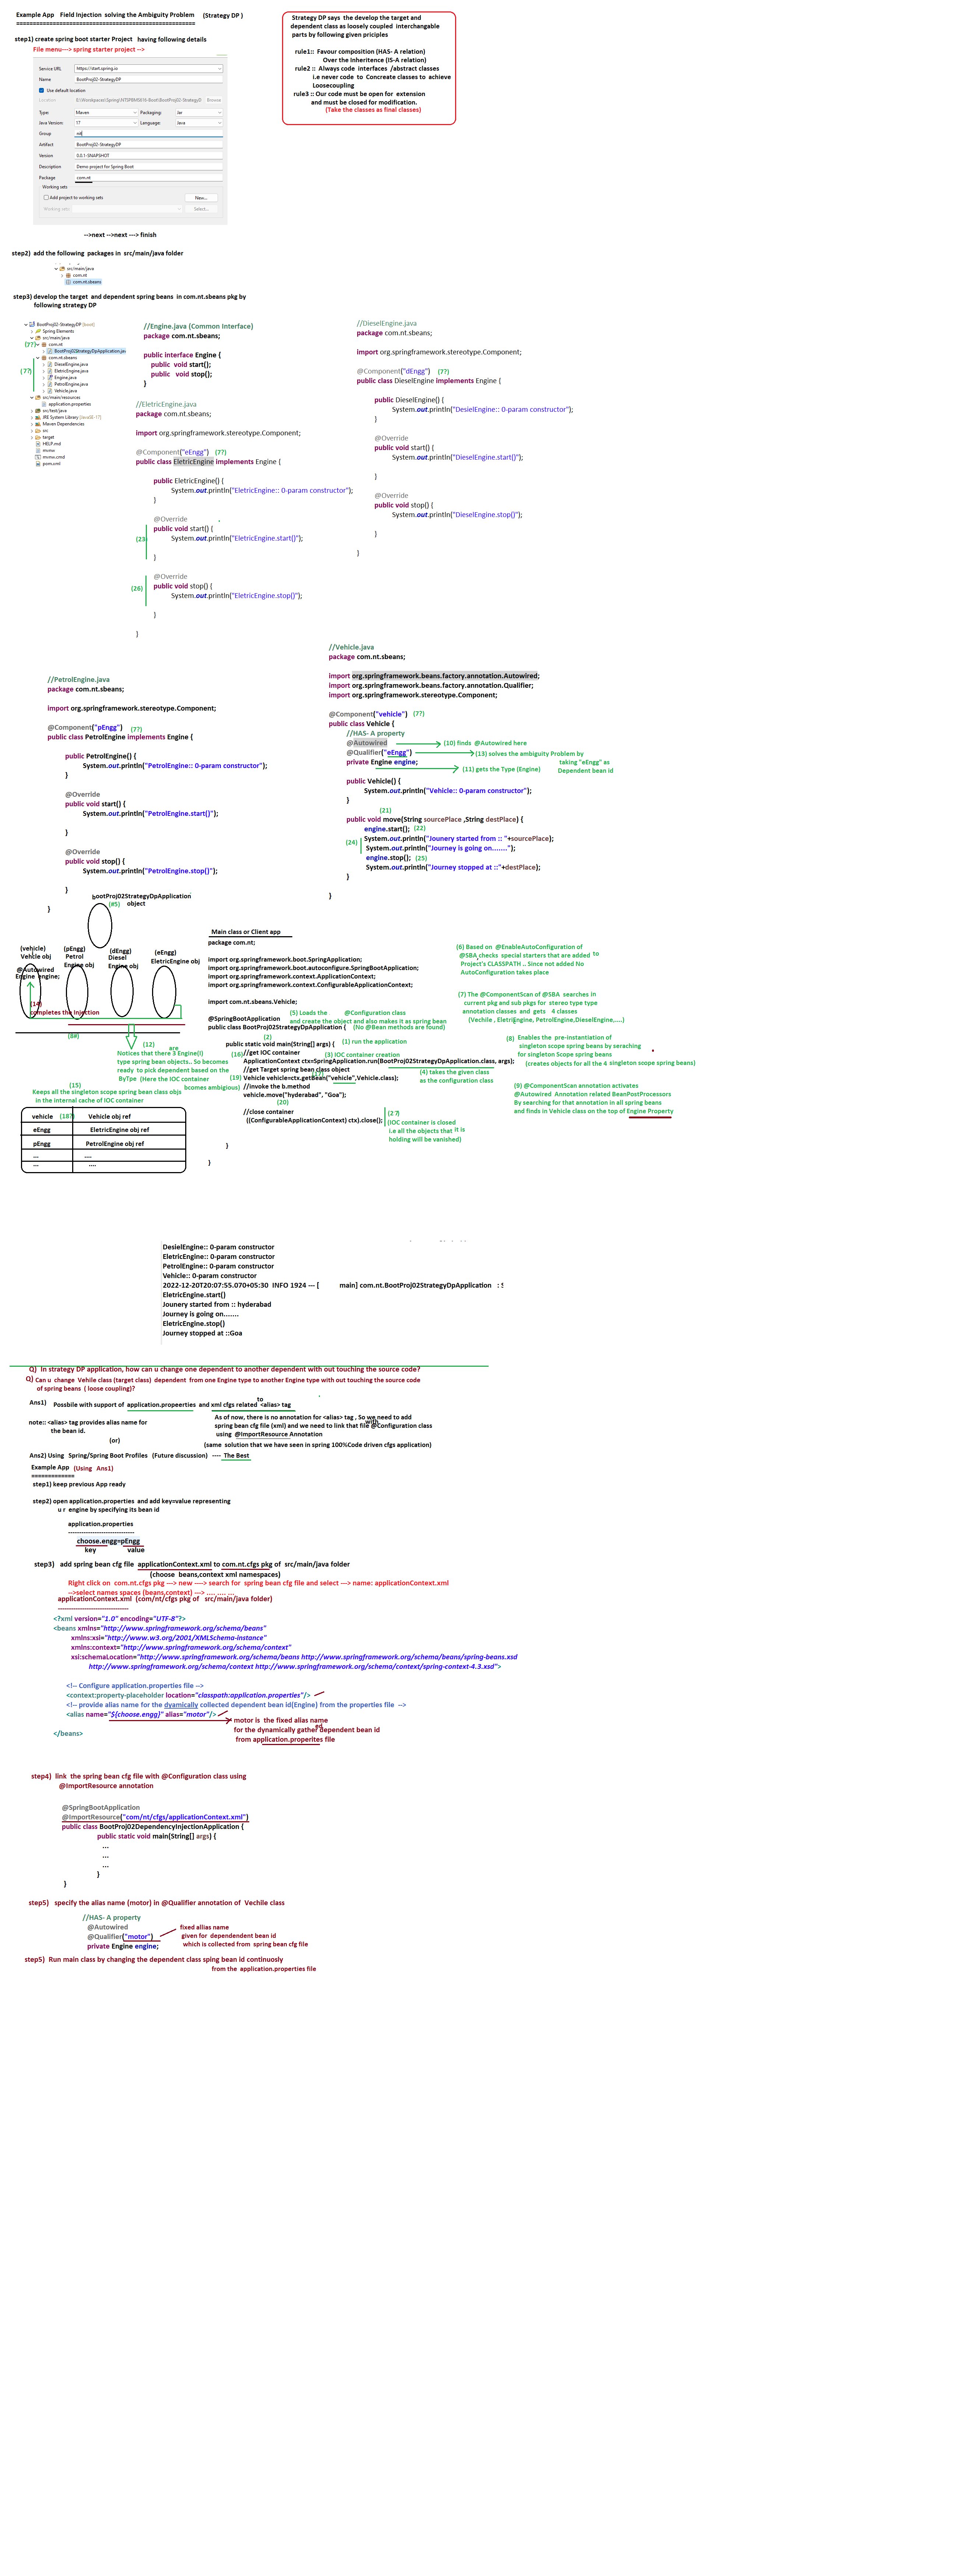 Example App   Field Injection  solving the Ambiguity Problem    (Strategy DP )
====================================================
step1) create spring boot starter Project   having following details
File menu---> spring starter project -->
Service URL   https://start.spring.io
Name   BootProj02-StrategyDP
Use default location
Location   Browse
Type:   Maven   Packaging:   Jar
Java Version:   17   Language:   Java
Group   nit
Artifact   BootProj02-StrategyDP
Version   0.0.1-SNAPSHOT
Description   Demo project for Spring Boot
Package   com.nt
Working sets
Add project to working sets   New...
Working sets:   Select...
-->next -->next ---> finish
Strategy DP says  the develop the target and
dependent class as loosely coupled  interchangable
parts by following given priciples
rule1::  Favour composition (HAS- A relation)
Over the Inheritence (IS-A relation)
rule2 ::  Always code  interfaces  /abstract classes
i.e never code  to  Concreate classes to  achieve
Loosecoupling
rule3 :: Our code must be open for  extension
and must be closed for modification.
(Take the classes as final classes)
step2)  add the following  packages in  src/main/java folder
src/main/java
com.nt
com.nt.sbeans
step3) develop the target  and dependent spring beans  in com.nt.sbeans pkg by
following strategy DP
BootProj02-StrategyDP [boot]
Spring Elements
src/main/java
(7?)   com.nt
BootProj02StrategyDpApplication.jav
com.nt.sbeans
(7?)   DieselEngine.java
EletricEngine.java
Engine.java
PetrolEngine.java
Vehicle.java
src/main/resources
application.properties
src/test/java
JRE System Library [JavaSE-17]
Maven Dependencies
src
target
HELP.md
mvnw
mvnw.cmd
pom.xml
//Engine.java (Common Interface)
package com.nt.sbeans;
public interface Engine {
public  void start();
public   void stop();
}
//EletricEngine.java
package com.nt.sbeans;
import org.springframework.stereotype.Component;
@Component("eEngg")   (7?)
public class EletricEngine implements Engine {
public EletricEngine() {
System.out.println("EletricEngine:: 0-param constructor");
}
@Override
public void start() {
(23)   System.out.println("EletricEngine.start()");
}
@Override
public void stop() {
(26)   System.out.println("EletricEngine.stop()");
}
}
//DieselEngine.java
package com.nt.sbeans;
import org.springframework.stereotype.Component;
@Component("dEngg")   (7?)
public class DieselEngine implements Engine {
public DieselEngine() {
System.out.println("DieselEngine:: 0-param constructor");
}
@Override
public void start() {
System.out.println("DieselEngine.start()");
}
@Override
public void stop() {
System.out.println("DieselEngine.stop()");
}
}
//PetrolEngine.java
package com.nt.sbeans;
import org.springframework.stereotype.Component;
@Component("pEngg")   (7?)
public class PetrolEngine implements Engine {
public PetrolEngine() {
System.out.println("PetrolEngine:: 0-param constructor");
}
@Override
public void start() {
System.out.println("PetrolEngine.start()");
}
@Override
public void stop() {
System.out.println("PetrolEngine.stop()");
}
}
//Vehicle.java
package com.nt.sbeans;
import org.springframework.beans.factory.annotation.Autowired;
import org.springframework.beans.factory.annotation.Qualifier;
import org.springframework.stereotype.Component;
@Component("vehicle")   (7?)
public class Vehicle {
//HAS- A property
@Autowired   (10) finds  @Autowired here
@Qualifier("eEngg")   (13) solves the ambiguity Problem by
taking "eEngg" as
private Engine engine;   (11) gets the Type (Engine)   Dependent bean id
public Vehicle() {
System.out.println("Vehicle:: 0-param constructor");
}
(21)
public void move(String sourcePlace ,String destPlace) {
engine.start();   (22)
System.out.println("Jounery started from :: "+sourcePlace);
(24)   System.out.println("Journey is going on.......");
engine.stop();   (25)
System.out.println("Journey stopped at ::"+destPlace);
}
}
bootProj02StrategyDpApplication
(#5)   object
(vehicle)
Vehcle obj
@Autowired
Engine  engine;
(pEngg)
Petrol
Engine obj
(dEngg)
Diesel
Engine obj
(eEngg)
EletricEngine obj
(14)
completes the Injection
(8#)
(12)   are
Notices that there 3 Engine(I)
type spring bean objects.. So becomes
ready  to pick dependent based on the
ByType  (Here the IOC container
bcomes ambigious)
(15)
Keeps all the singleton scope spring bean class objs
in the internal cache of IOC container
vehicle   (18?)   Vehicle obj ref
eEngg   EletricEngine obj ref
pEngg   PetrolEngine obj ref
...   ....
...   ....
Main class or Client app
package com.nt;
import org.springframework.boot.SpringApplication;
import org.springframework.boot.autoconfigure.SpringBootApplication;
import org.springframework.context.ApplicationContext;
import org.springframework.context.ConfigurableApplicationContext;
import com.nt.sbeans.Vehicle;
(5) Loads the         @Configuration class
@SpringBootApplication   and create the object and also makes it as spring bean
public class BootProj02StrategyDpApplication {   (No @Bean methods are found)
(2)
public static void main(String[] args) {   (1) run the application
(16)   //get IOC container   (3) IOC container creation
ApplicationContext ctx=SpringApplication.run(BootProj02StrategyDpApplication.class, args);
//get Target spring bean class object   (4) takes the given class
as the configuration class
(19)   Vehicle vehicle=ctx.getBean("vehicle",Vehicle.class);   (17)
//invoke the b.method
vehicle.move("hyderabad", "Goa");
(20)
//close container
((ConfigurableApplicationContext) ctx).close();
(27)
(IOC container is closed
i.e all the objects that it is
holding will be vanished)
}
}
(6) Based on  @EnableAutoConfiguration of
@SBA checks  special starters that are added  to
Project's CLASSPATH .. Since not added No
AutoConfiguration takes place
(7) The @ComponentScan of @SBA  searches in
current pkg and sub pkgs for  stereo type type
annotation classes  and  gets    4 classes
(Vechile , EletriEngine, PetrolEngine,DieselEngine,....)
(8)   Enables the  pre-instantiation of
singleton scope spring beans by seraching
for singleton Scope spring beans
(creates objects for all the 4  singleton scope spring beans)
(9) @ComponentScan annotation activates
@Autowired  Annotation related BeanPostProcessors
By searching for that annotation in all spring beans
and finds in Vehicle class on the top of Engine Property
DesielEngine:: 0-param constructor
EletricEngine:: 0-param constructor
PetrolEngine:: 0-param constructor
Vehicle:: 0-param constructor
2022-12-20T20:07:55.070+05:30  INFO 1924 --- [           main] com.nt.BootProj02StrategyDpApplication   : S
EletricEngine.start()
Jounery started from :: hyderabad
Journey is going on.......
EletricEngine.stop()
Journey stopped at ::Goa
Q)  In strategy DP application, how can u change one dependent to another dependent with out touching the source code?
Q) Can u  change  Vehile class (target class)  dependent  from one Engine type to another Engine type with out touching the source code
of spring beans  ( loose coupling)?
Ans1)   Possbile with support of  application.propeerties  and xml cfgs related  <alias> tag   to
note:: <alias> tag provides alias name for
the bean id.
As of now, there is no annotation for <alias> tag , So we need to add
spring bean cfg file (xml) and we need to link that file @Configuration class   with
using  @ImportResource Annotation
(or)
(same  solution that we have seen in spring 100%Code driven cfgs application)
Ans2) Using   Spring/Spring Boot Profiles   (Future discussion)   ----  The Best
Example App   (Using   Ans1)
=============
step1) keep previous App ready
step2) open application.properties  and add key=value representing
u r  engine by specifying its bean id
application.properties
------------------------------
choose.engg=pEngg
key   value
step3)   add spring bean cfg file  applicationContext.xml to com.nt.cfgs pkg of  src/main/java folder
(choose  beans,context xml namespaces)
Right click on  com.nt.cfgs pkg ---> new ----> search for  spring bean cfg file and select ---> name: applicationContext.xml
-->select names spaces (beans,context) ---> .... .... ...
applicationContext.xml  (com/nt/cfgs pkg of   src/main/java folder)
--------------------------------
<?xml version="1.0" encoding="UTF-8"?>
<beans xmlns="http://www.springframework.org/schema/beans"
xmlns:xsi="http://www.w3.org/2001/XMLSchema-instance"
xmlns:context="http://www.springframework.org/schema/context"
xsi:schemaLocation="http://www.springframework.org/schema/beans http://www.springframework.org/schema/beans/spring-beans.xsd
http://www.springframework.org/schema/context http://www.springframework.org/schema/context/spring-context-4.3.xsd">
<!-- Configure application.properties file -->
<context:property-placeholder location="classpath:application.properties"/>
<!-- provide alias name for the dyamically collected dependent bean id(Engine) from the properties file  -->
<alias name="${choose.engg}" alias="motor"/>
motor is  the fixed alias name
for the dynamically gather dependent bean id   ed
from application.properites file
</beans>
step4)  link  the spring bean cfg file with @Configuration class using
@ImportResource annotation
@SpringBootApplication
@ImportResource("com/nt/cfgs/applicationContext.xml")
public class BootProj02DependencyInjectionApplication {
public static void main(String[] args) {
...
...
...
}
}
step5)   specify the alias name (motor) in @Qualifier annotation of  Vechile class
//HAS- A property
@Autowired   fixed allias name
@Qualifier("motor")   given for  dependendent bean id
private Engine engine;   which is collected from  spring bean cfg file
step5)  Run main class by changing the dependent class sping bean id continuosly
from the  application.properties file